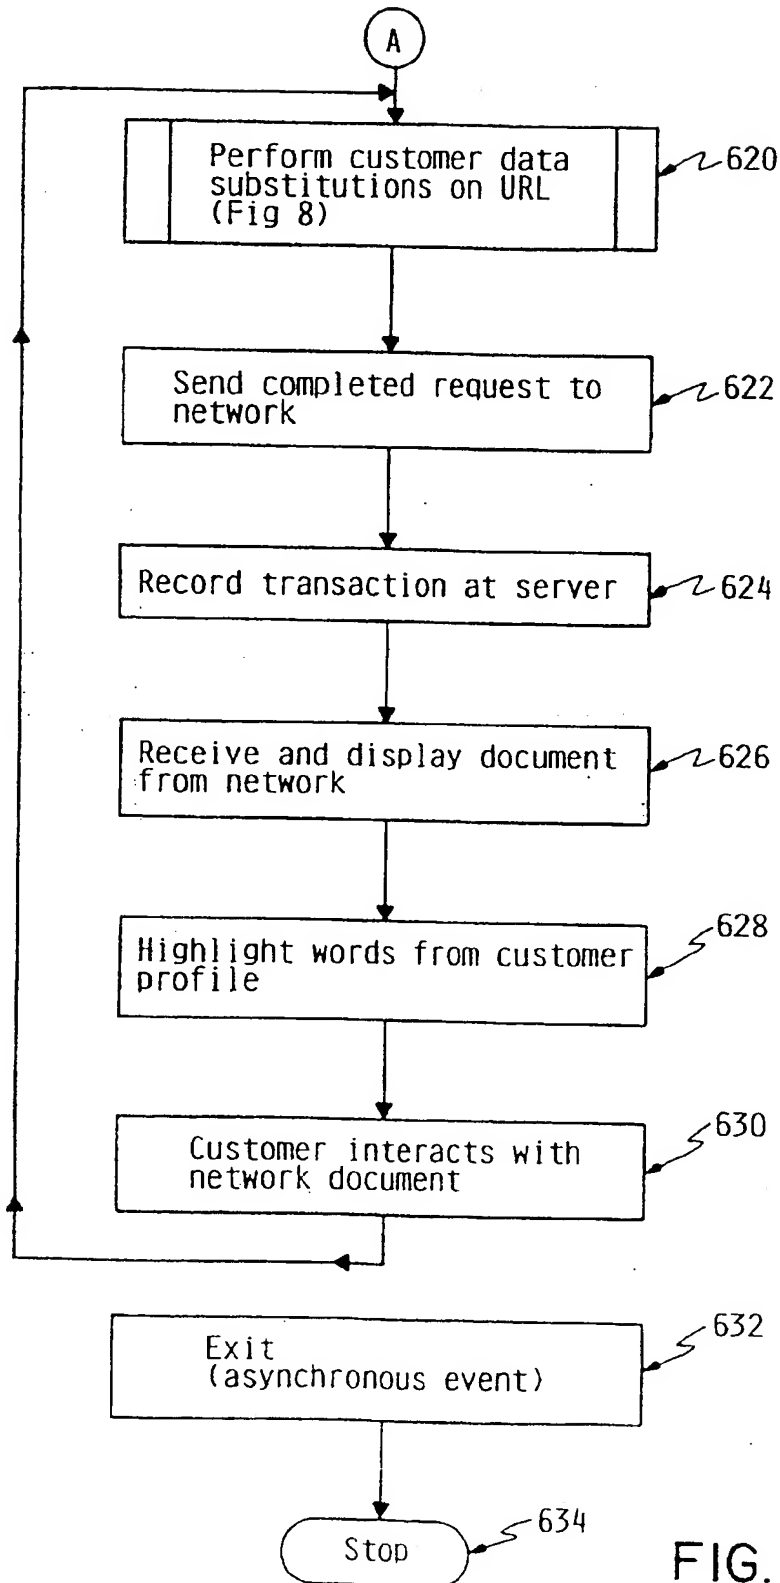 A
Perform customer data
substitutions on URL
(Fig 8)
620
Send completed request to
network
622
Record transaction at server
624
Receive and display document
from network
626
Highlight words from customer
profile
628
Customer interacts with
network document
630
Exit
(asynchronous event)
632
Stop
634
FIG.